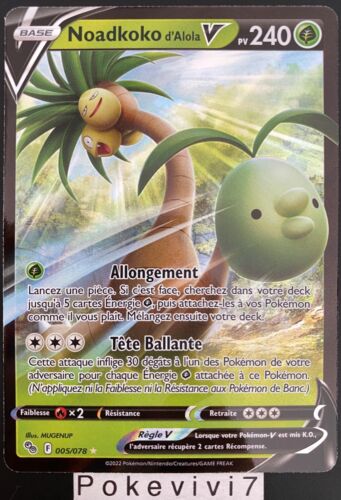 BASE
Noadkoko d'Alola V PV 240
Allongement
Lancez une pièce. Si c'est face, cherchez dans votre deck
jusqu'à 5 cartes Énergie, puis attachez-les à vos Pokémon
comme il vous plaît. Mélangez ensuite votre deck.
Tête Ballante
Cette attaque inflige 30 dégâts à l'un des Pokémon de votre
adversaire pour chaque Énergie attachée à ce Pokémon.
(N'appliquez ni la Faiblesse ni la Résistance aux Pokémon de Banc.)
Faiblesse ×2 Résistance Retraite
Illus. MUGENUP
F 005/078
Règle V Lorsque votre Pokémon-V est mis K.O.,
l'adversaire récupère 2 cartes Récompense.
©2022 Pokémon/Nintendo/Creatures/GAME FREAK
Pokevivi7